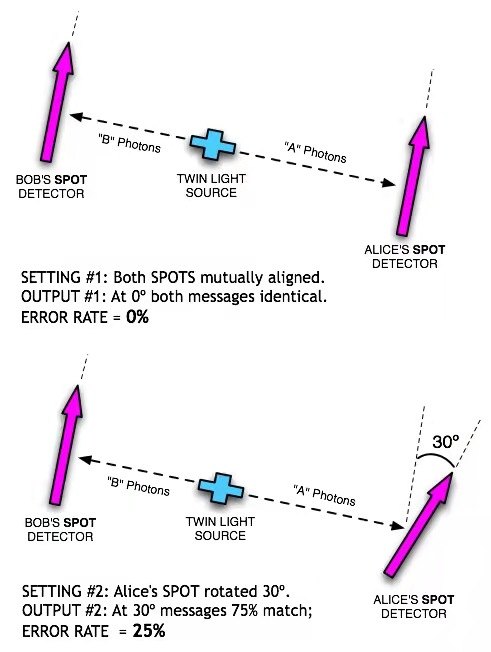 "B" Photons
"A" Photons
BOB'S SPOT
DETECTOR
TWIN LIGHT
SOURCE
ALICE'S SPOT
DETECTOR
SETTING #1: Both SPOTS mutually aligned.
OUTPUT #1: At 0º both messages identical.
ERROR RATE = 0%
30º
"B" Photons
"A" Photons
BOB'S SPOT
DETECTOR
TWIN LIGHT
SOURCE
SETTING #2: Alice's SPOT rotated 30º.
OUTPUT #2: At 30º messages 75% match;
ERROR RATE = 25%
ALICE'S SPOT
DETECTOR